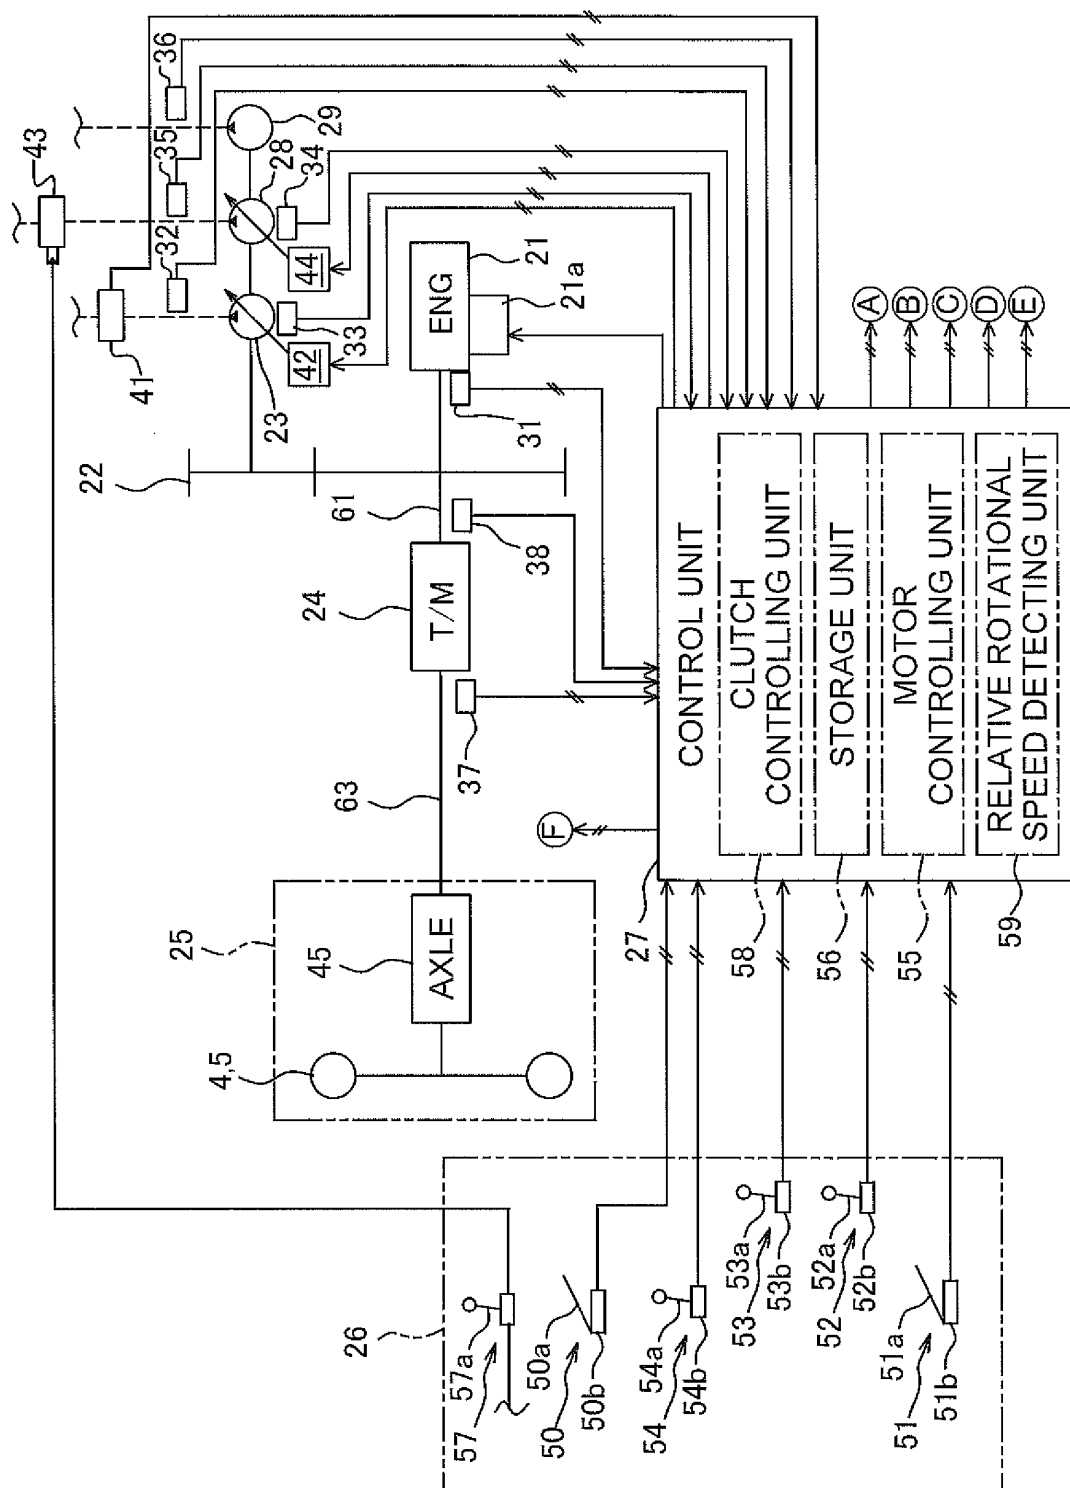 36
35
43
32
41
29
28
34
44
33
42
23
22
21
ENG
21a
31
61
38
24
T/M
37
63
25
45
AXLE
4,5
A
B
C
D
E
F
27
CONTROL UNIT
CLUTCH
CONTROLLING UNIT
58
STORAGE UNIT
56
MOTOR
CONTROLLING UNIT
55
RELATIVE ROTATIONAL
SPEED DETECTING UNIT
59
26
57a
57
50a
50
50b
54a
54
54b
53a
53
53b
52a
52
52b
51a
51
51b